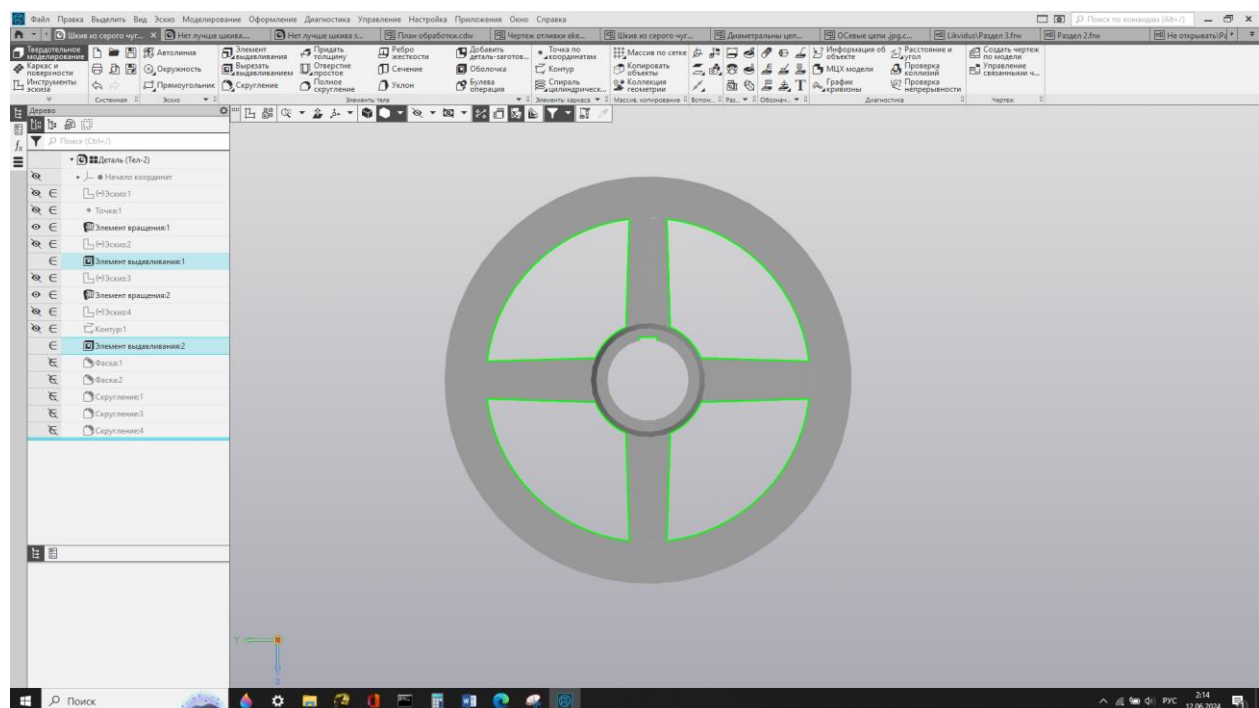 Файл Правка Выделить Вид Эскиз Моделирование Оформление Диагностика Управление Настройка Приложения Окно Справка
Поиск по командам (Alt+/)
Шкив из серого чуг...
Нет лучше шкива....
Нет лучше шкива з...
План обработки.cdw
Чертеж отливки ека...
Шкив из серого чуг...
Диаметральны цеп...
ОСевые цепи .jpg.c...
Likvidus\Раздел 3.frw
Раздел 2.frw
Не открывать\Ра
Твердотельное моделирование
Каркас и поверхности
Инструменты эскиза
Системная
Автолиния
Окружность
Прямоугольник
Эскиз
Элемент выдавливания
Вырезать выдавливанием
Скругление
Придать толщину
Отверстие простое
Полное скругление
Ребро жесткости
Сечение
Уклон
Добавить деталь-заготов...
Оболочка
Булева операция
Элементы тела
Точка по координатам
Контур
Спираль цилиндрическ...
Элементы каркаса
Массив по сетке
Копировать объекты
Коллекция геометрии
Массив, копирование
Вспом...
Раз...
Обознач...
Информация об объекте
МЦХ модели
График кривизны
Расстояние и угол
Проверка коллизий
Проверка непрерывности
Диагностика
Создать чертеж по модели
Управление связанными ч...
Чертеж
Дерево
Поиск (Ctrl+/)
Деталь (Тел-2)
Начало координат
(-)Эскиз:1
Точка:1
Элемент вращения:1
(-)Эскиз:2
Элемент выдавливания:1
(-)Эскиз:3
Элемент вращения:2
(-)Эскиз:4
Контур:1
Элемент выдавливания:2
Фаска:1
Фаска:2
Скругление:1
Скругление:3
Скругление:4
Y
Z
Поиск
РУС
2:14
12.06.2024